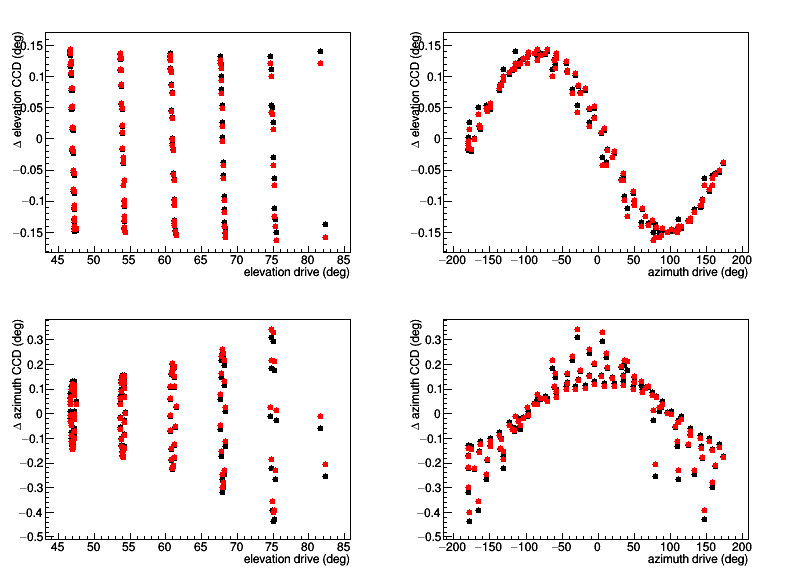 Δ elevation CCD (deg)
0.15
0.1
0.05
0
−0.05
−0.1
−0.15
45 50 55 60 65 70 75 80 85
elevation drive (deg)
Δ elevation CCD (deg)
0.15
0.1
0.05
0
−0.05
−0.1
−0.15
−200 −150 −100 −50 0 50 100 150 200
azimuth drive (deg)
Δ azimuth CCD (deg)
0.3
0.2
0.1
0
−0.1
−0.2
−0.3
−0.4
−0.5
45 50 55 60 65 70 75 80 85
elevation drive (deg)
Δ azimuth CCD (deg)
0.3
0.2
0.1
0
−0.1
−0.2
−0.3
−0.4
−0.5
−200 −150 −100 −50 0 50 100 150 200
azimuth drive (deg)